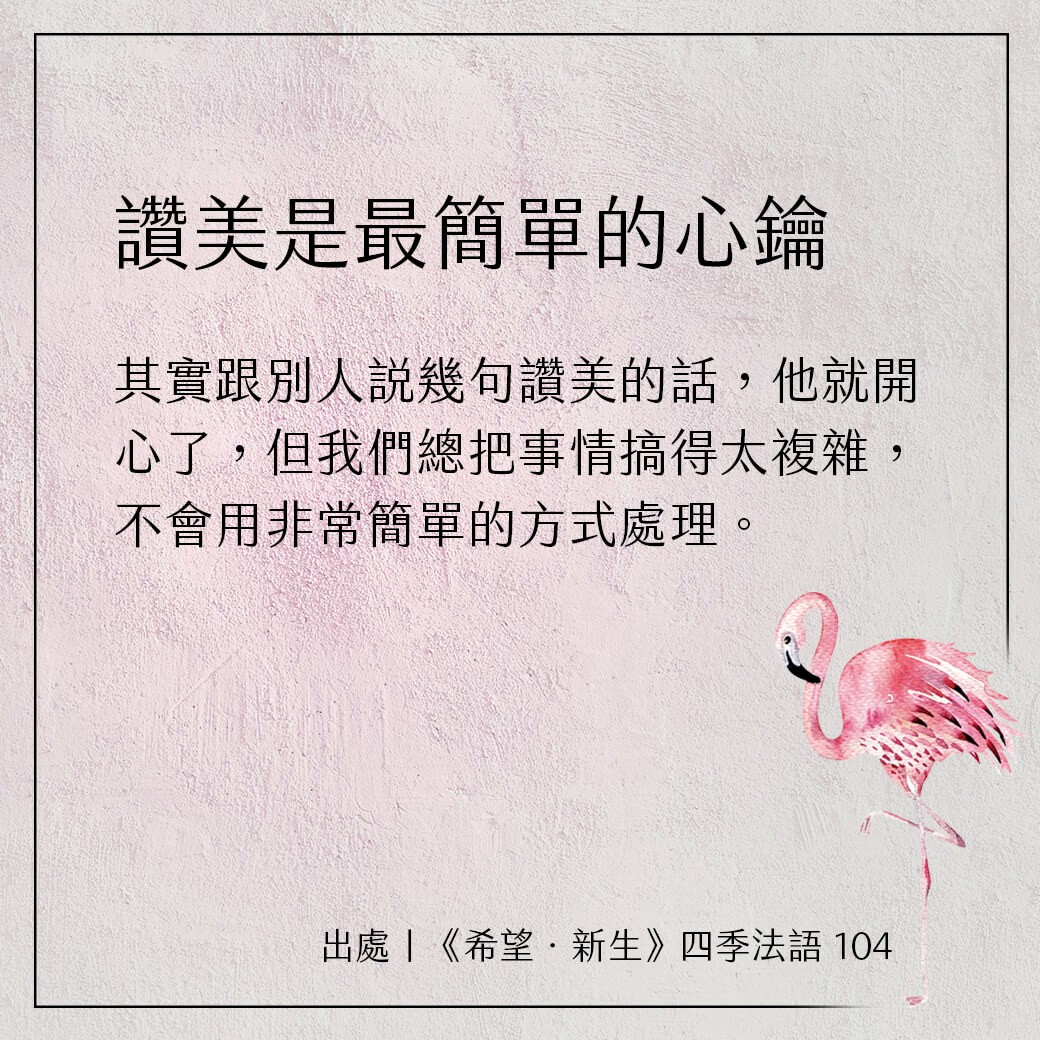 讚美是最簡單的心鑰
其實跟別人説幾句讚美的話，他就開
心了，但我們總把事情搞得太複雜，
不會用非常簡單的方式處理。
出處｜《希望．新生》四季法語 104